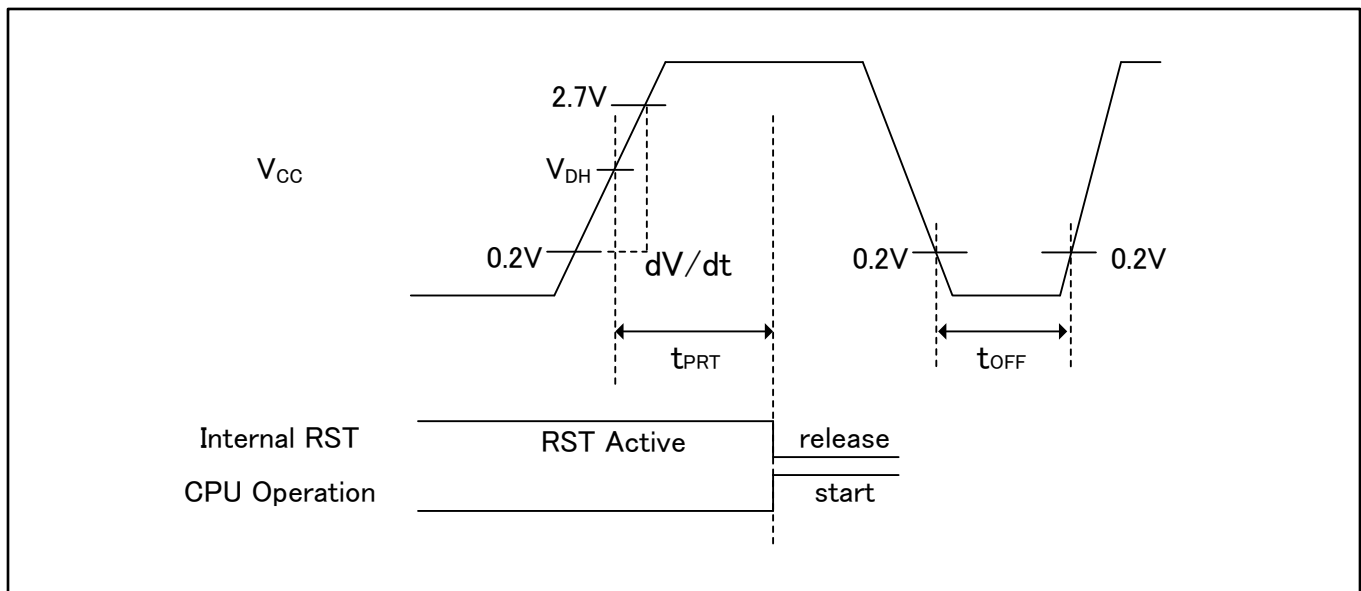 2.7V
VCC
VDH
0.2V
dV/dt
0.2V
0.2V
tPRT
tOFF
Internal RST
RST Active
release
CPU Operation
start